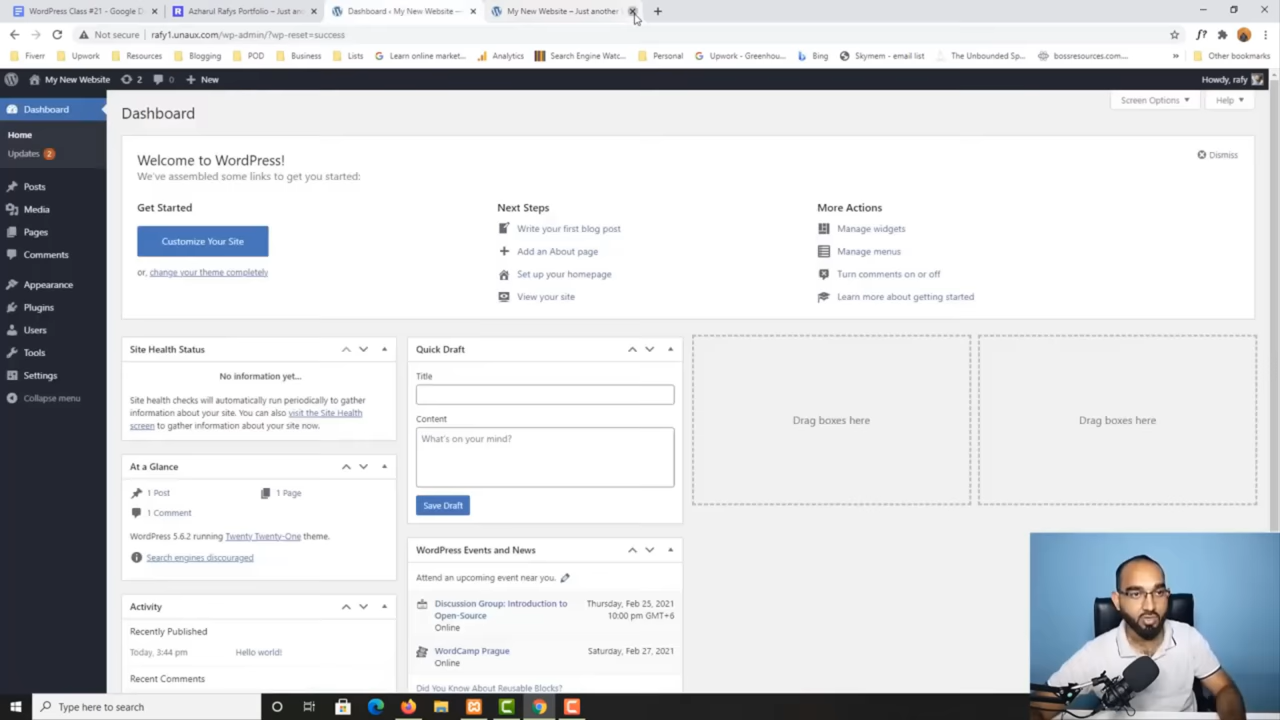 WordPress Class #21 - Google D
Azharul Rafys Portfolio – Just an
Dashboard ‹ My New Website —
My New Website – Just another
Not secure
rafy1.unaux.com/wp-admin/?wp-reset=success
Fiverr
Upwork
Resources
Blogging
POD
Business
Lists
Learn online market...
Analytics
Search Engine Watc...
Personal
Upwork - Greenhou...
Bing
Skymem - email list
The Unbounded Sp...
bossresources.com...
»
Other bookmarks
My New Website
2
0
New
Howdy, rafy
Dashboard
Home
Updates 2
Posts
Media
Pages
Comments
Appearance
Plugins
Users
Tools
Settings
Collapse menu
Dashboard
Screen Options
Help
Welcome to WordPress!
We've assembled some links to get you started:
Dismiss
Get Started
Customize Your Site
or, change your theme completely
Next Steps
Write your first blog post
Add an About page
Set up your homepage
View your site
More Actions
Manage widgets
Manage menus
Turn comments on or off
Learn more about getting started
Site Health Status
No information yet...
Site health checks will automatically run periodically to gather
information about your site. You can also visit the Site Health
screen to gather information about your site now.
At a Glance
1 Post
1 Page
1 Comment
WordPress 5.6.2 running Twenty Twenty-One theme.
Search engines discouraged
Activity
Recently Published
Today, 3:44 pm
Hello world!
Recent Comments
Quick Draft
Title
Content
What's on your mind?
Save Draft
WordPress Events and News
Attend an upcoming event near you.
Discussion Group: Introduction to
Open-Source
Online
Thursday, Feb 25, 2021
10:00 pm GMT+6
WordCamp Prague
Online
Saturday, Feb 27, 2021
Did You Know About Reusable Blocks?
Drag boxes here
Drag boxes here
Type here to search